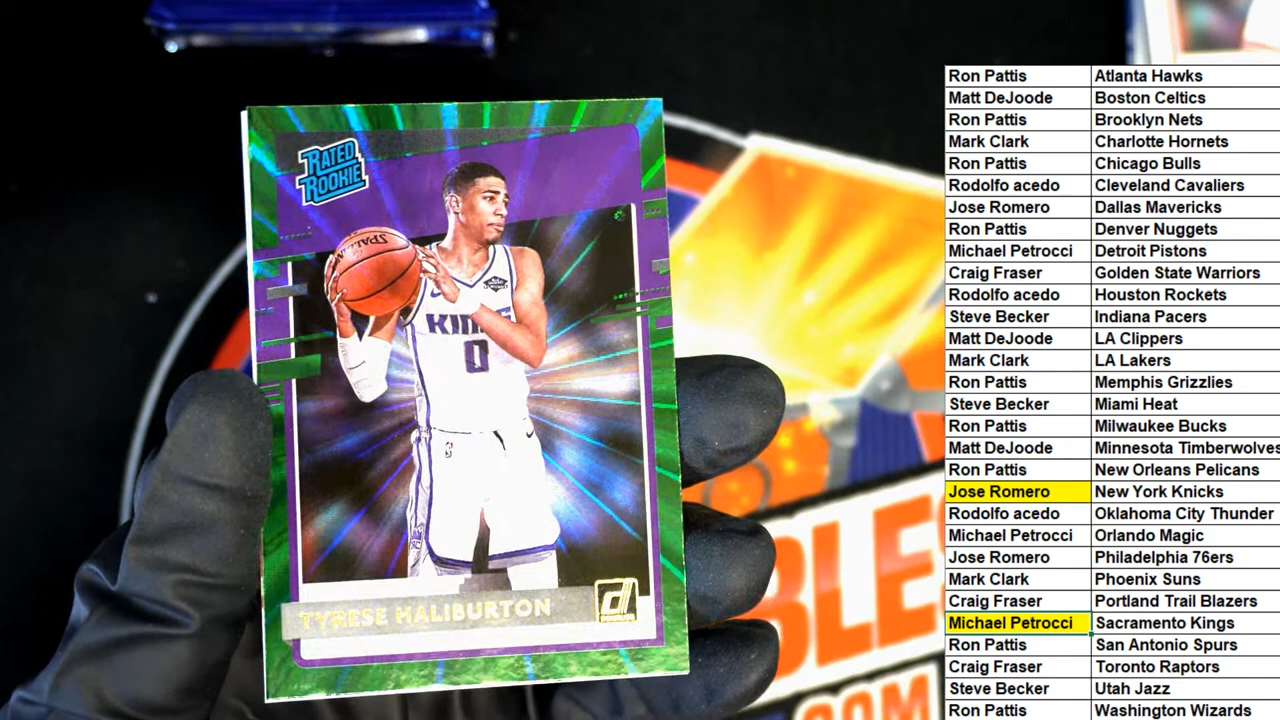 RATED
ROOKIE
SPALDING
KINGS
0
TYRESE HALIBURTON
d
BLE
COM
Ron Pattis Atlanta Hawks
Matt DeJoode Boston Celtics
Ron Pattis Brooklyn Nets
Mark Clark Charlotte Hornets
Ron Pattis Chicago Bulls
Rodolfo acedo Cleveland Cavaliers
Jose Romero Dallas Mavericks
Ron Pattis Denver Nuggets
Michael Petrocci Detroit Pistons
Craig Fraser Golden State Warriors
Rodolfo acedo Houston Rockets
Steve Becker Indiana Pacers
Matt DeJoode LA Clippers
Mark Clark LA Lakers
Ron Pattis Memphis Grizzlies
Steve Becker Miami Heat
Ron Pattis Milwaukee Bucks
Matt DeJoode Minnesota Timberwolves
Ron Pattis New Orleans Pelicans
Jose Romero New York Knicks
Rodolfo acedo Oklahoma City Thunder
Michael Petrocci Orlando Magic
Jose Romero Philadelphia 76ers
Mark Clark Phoenix Suns
Craig Fraser Portland Trail Blazers
Michael Petrocci Sacramento Kings
Ron Pattis San Antonio Spurs
Craig Fraser Toronto Raptors
Steve Becker Utah Jazz
Ron Pattis Washington Wizards